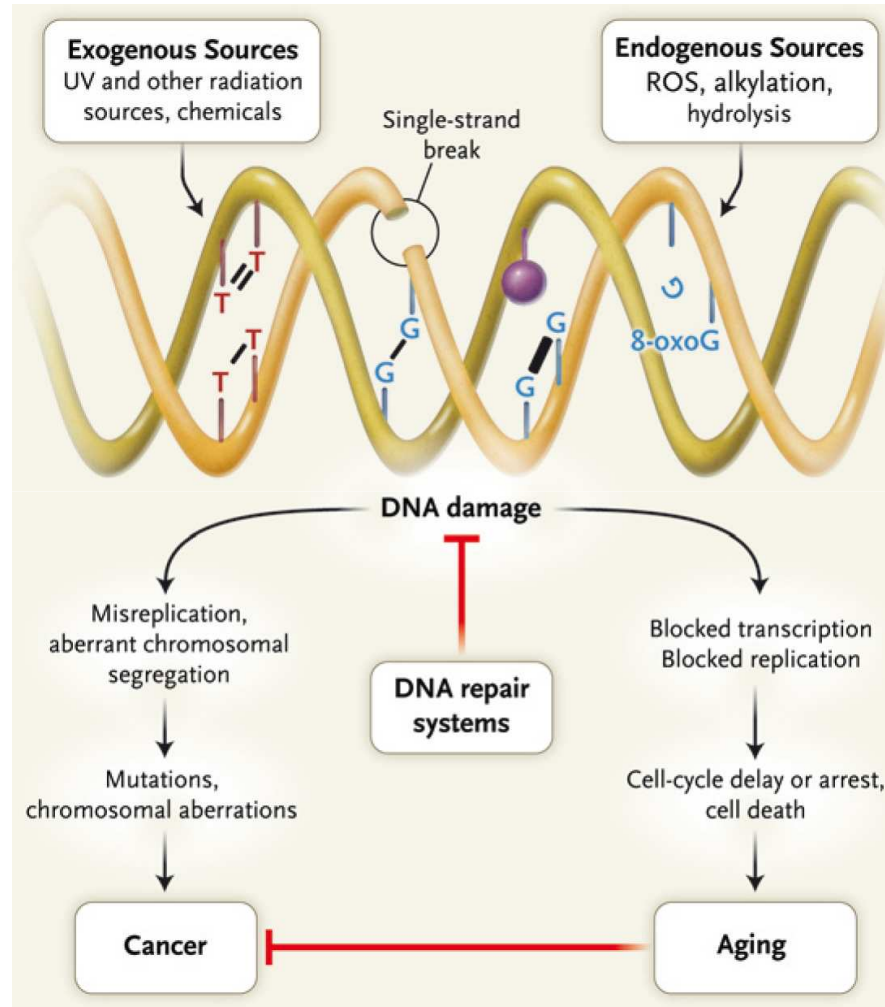 Exogenous Sources
UV and other radiation
sources, chemicals
Endogenous Sources
ROS, alkylation,
hydrolysis
Single-strand
break
T
T
T
T
G
G
G
G
G
8-oxoG
DNA damage
Misreplication,
aberrant chromosomal
segregation
Blocked transcription
Blocked replication
DNA repair
systems
Mutations,
chromosomal aberrations
Cell-cycle delay or arrest,
cell death
Cancer
Aging